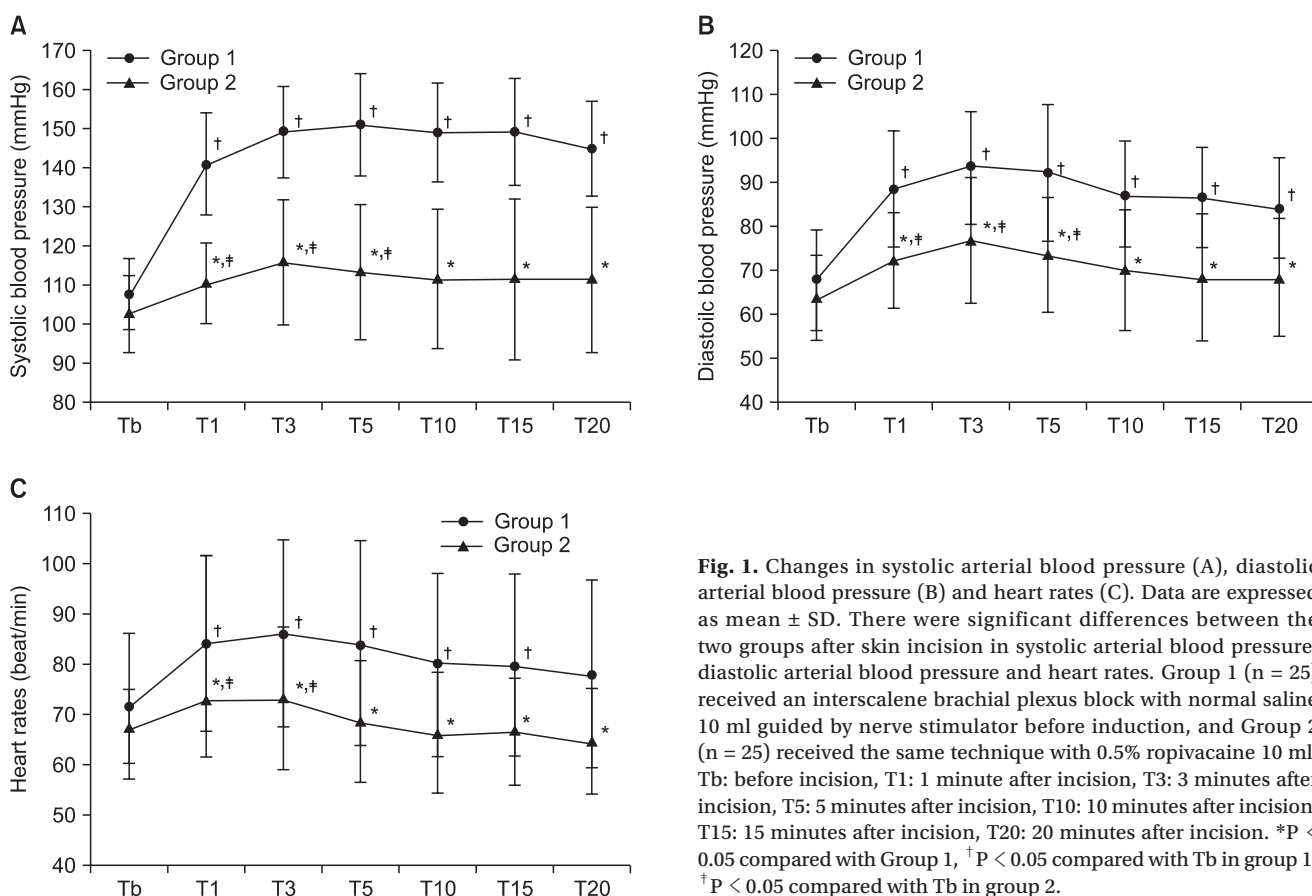 A
170
160
150
140
130
120
110
100
90
80
Systolic blood pressure (mmHg)
Group 1
Group 2
†
†
†
†
†
†
*,‡
*,‡
*,‡
*
*
*
Tb T1 T3 T5 T10 T15 T20
B
120
110
100
90
80
70
60
50
40
Diastoilc blood pressure (mmHg)
Group 1
Group 2
†
†
†
†
†
†
*,‡
*,‡
*,‡
*
*
*
Tb T1 T3 T5 T10 T15 T20
C
110
100
90
80
70
60
50
40
Heart rates (beat/min)
Group 1
Group 2
†
†
†
†
†
*,‡
*,‡
*
*
*
*
Tb T1 T3 T5 T10 T15 T20
Fig. 1. Changes in systolic arterial blood pressure (A), diastolic
arterial blood pressure (B) and heart rates (C). Data are expressed
as mean ± SD. There were significant differences between the
two groups after skin incision in systolic arterial blood pressure
diastolic arterial blood pressure and heart rates. Group 1 (n = 25)
received an interscalene brachial plexus block with normal saline
10 ml guided by nerve stimulator before induction, and Group 2
(n = 25) received the same technique with 0.5% ropivacaine 10 ml
Tb: before incision, T1: 1 minute after incision, T3: 3 minutes after
incision, T5: 5 minutes after incision, T10: 10 minutes after incision
T15: 15 minutes after incision, T20: 20 minutes after incision. *P <
0.05 compared with Group 1, †P < 0.05 compared with Tb in group 1
†P < 0.05 compared with Tb in group 2.